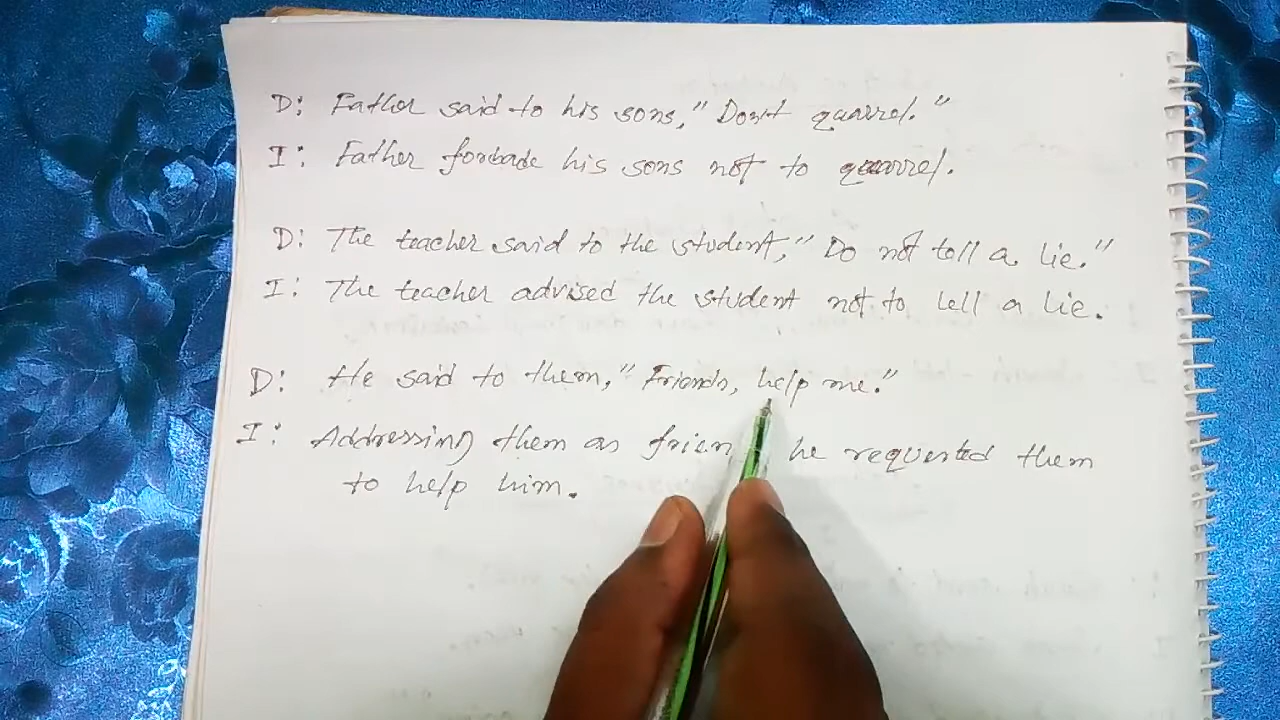 D: Father said to his sons, "Don't quarrel."
I: Father forbade his sons not to quarrel.
D: The teacher said to the student, "Do not tell a lie."
I: The teacher advised the student not to tell a lie.
D: He said to them, "Friends, help me."
I: Addressing them as frien he requested them
to help him.